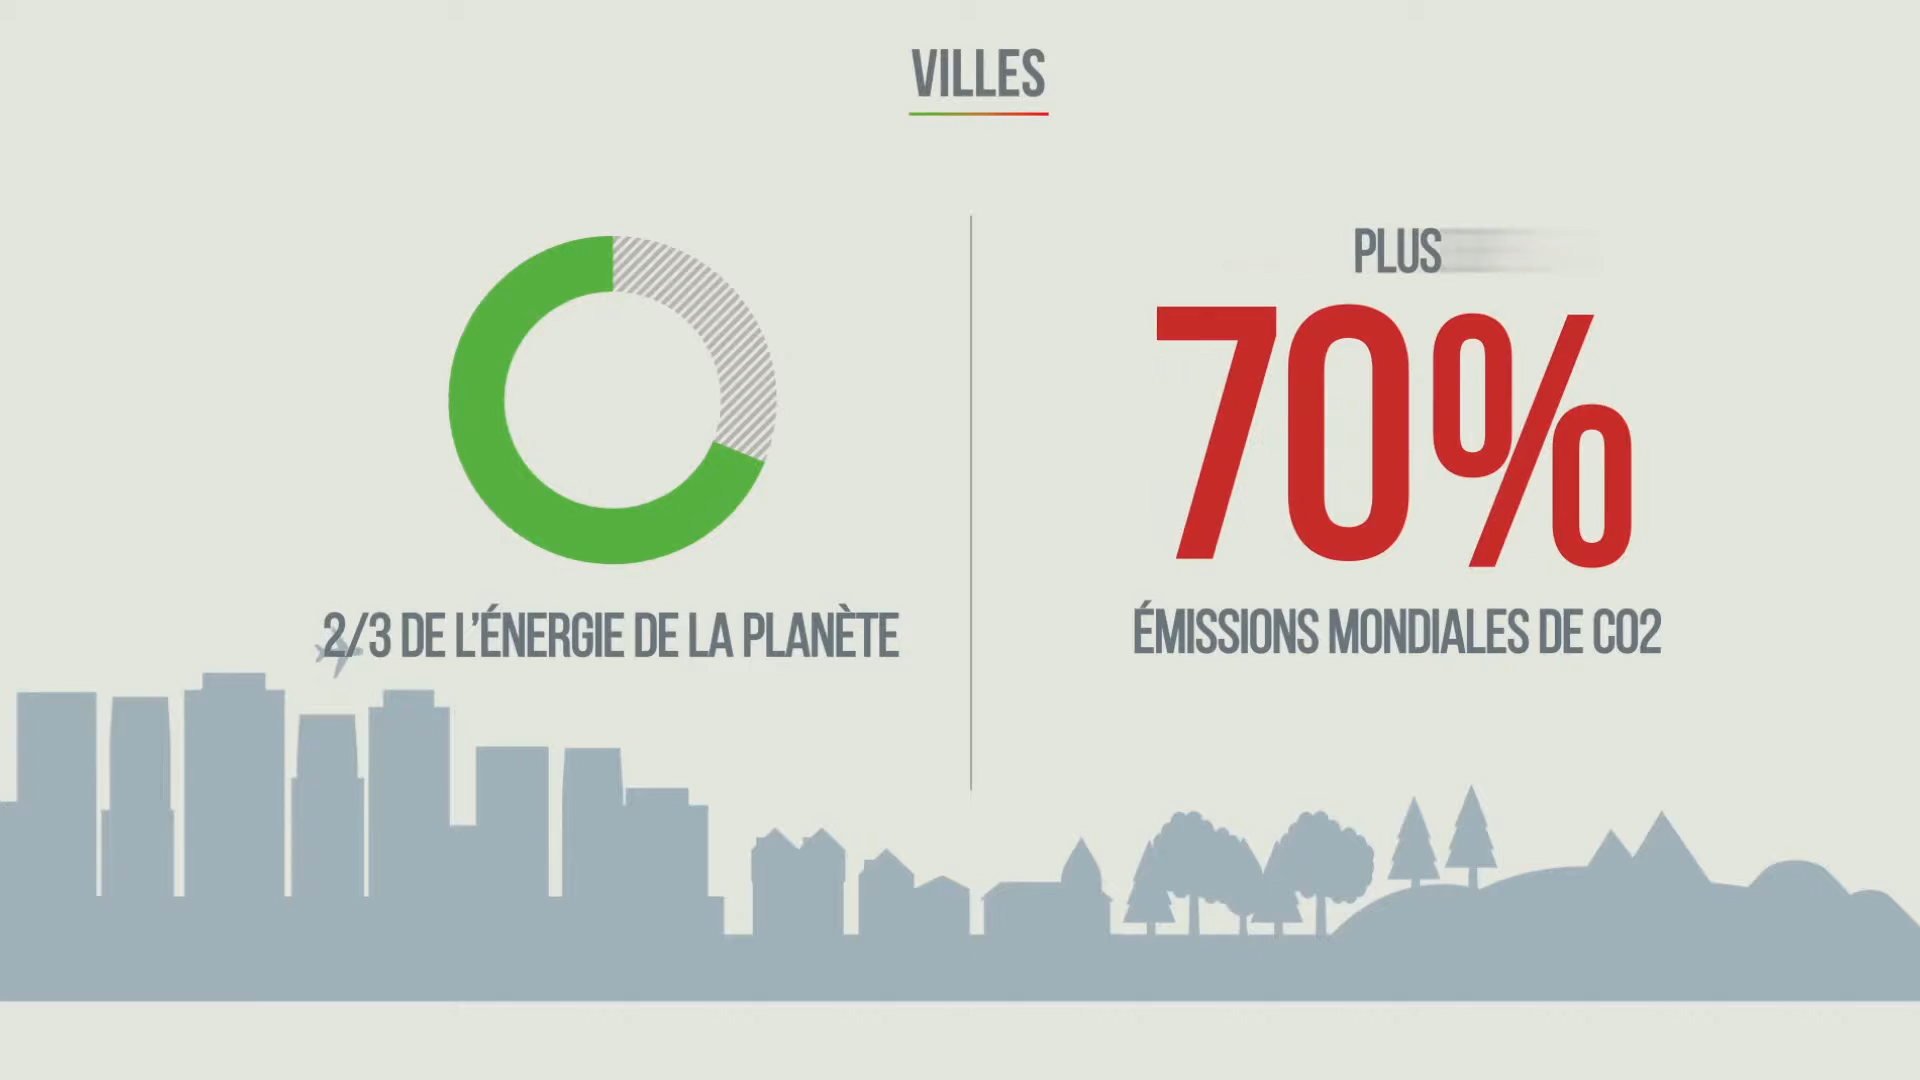 VILLES
2/3 DE L'ÉNERGIE DE LA PLANÈTE
PLUS
70%
ÉMISSIONS MONDIALES DE CO2